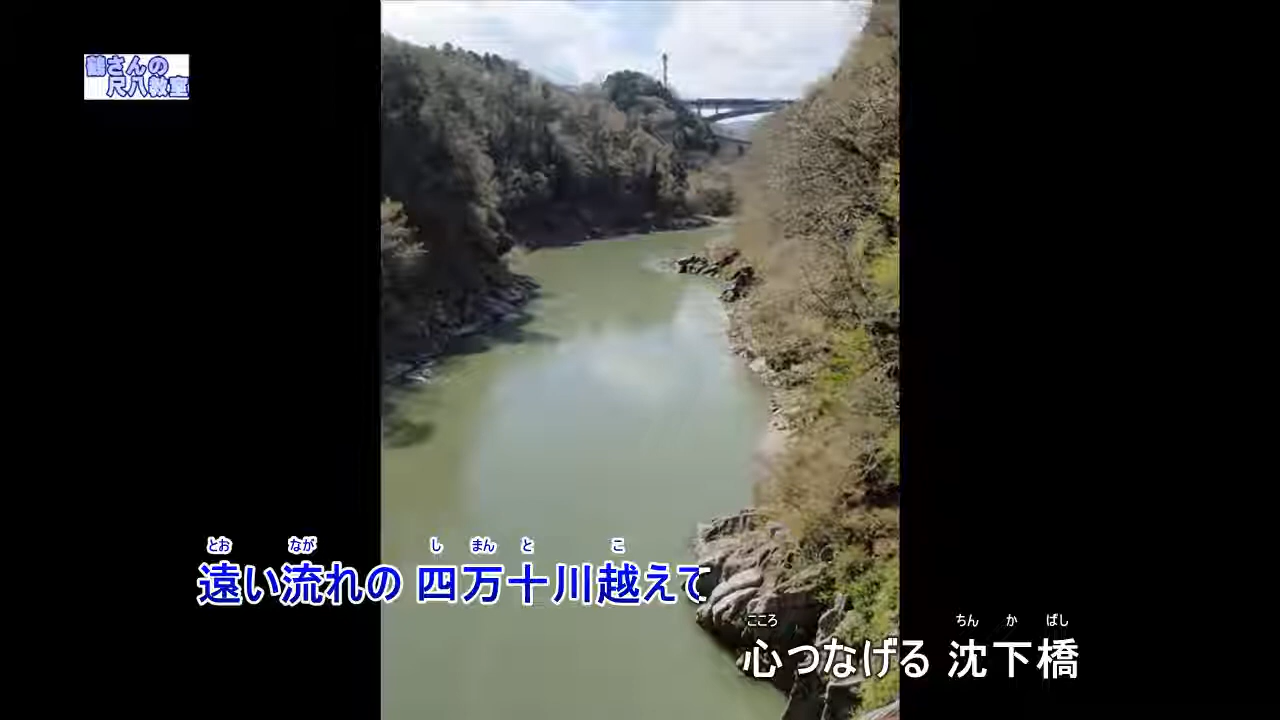 鶴さんの
尺八教室
とお なが し まん と こ
遠い流れの 四万十川越えて
こころ ちん か ばし
心つなげる 沈下橋